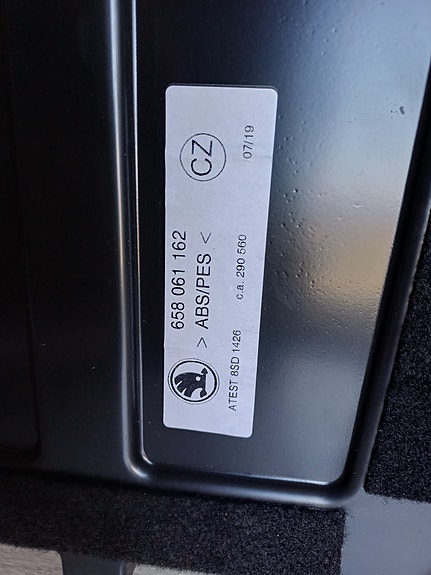 658 061 162
> ABS/PES <
CZ
ATEST 8SD 1426
c.a. 290 560
07/19